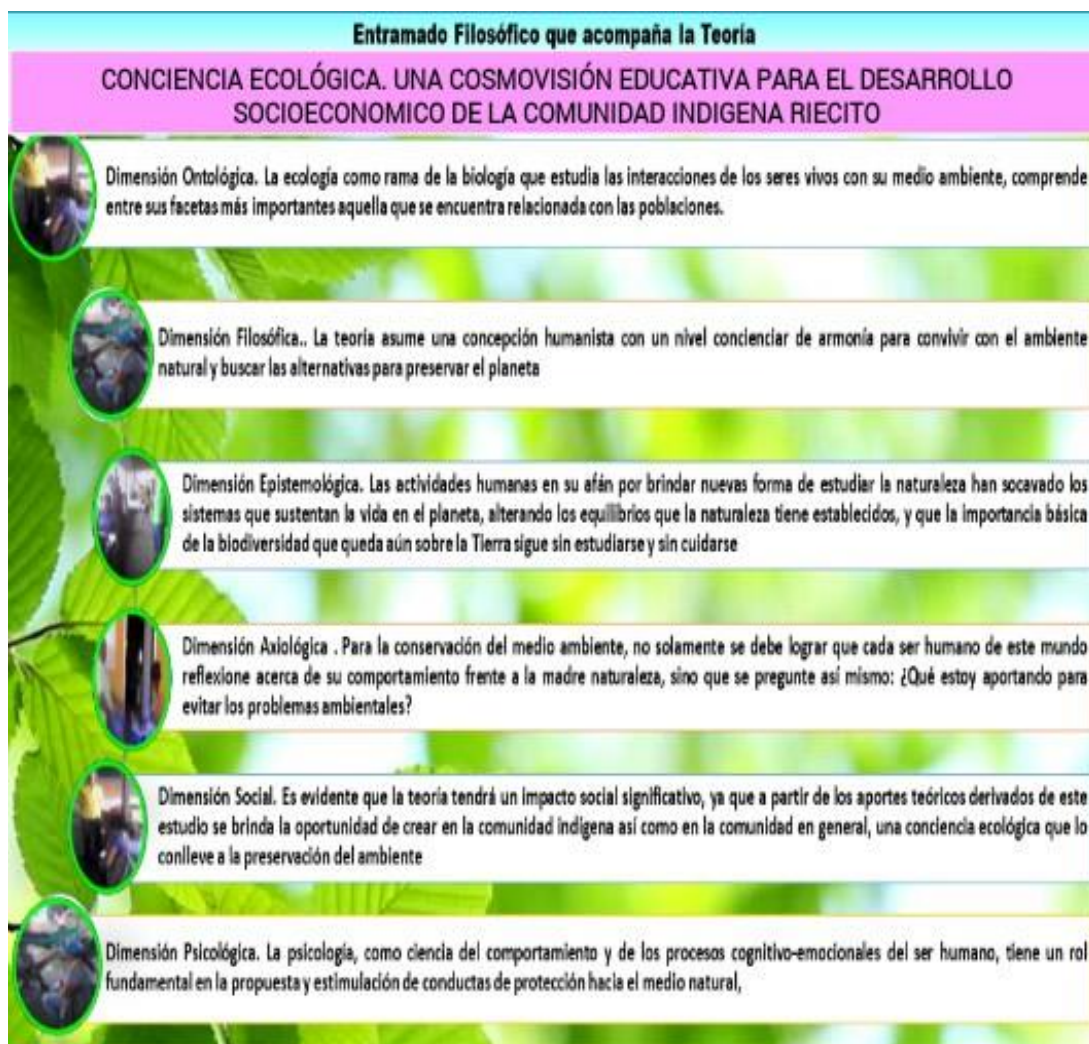 Entramado Filosófico que acompaña la Teoría
CONCIENCIA ECOLÓGICA. UNA COSMOVISIÓN EDUCATIVA PARA EL DESARROLLO
SOCIOECONOMICO DE LA COMUNIDAD INDIGENA RIECITO
Dimensión Ontológica. La ecología como rama de la biología que estudia las interacciones de los seres vivos con su medio ambiente, comprende
entre sus facetas más importantes aquella que se encuentra relacionada con las poblaciones.
Dimensión Filosófica.. La teoría asume una concepción humanista con un nivel concienciar de armonía para convivir con el ambiente
natural y buscar las alternativas para preservar el planeta
Dimensión Epistemológica. Las actividades humanas en su afán por brindar nuevas forma de estudiar la naturaleza han socavado los
sistemas que sustentan la vida en el planeta, alterando los equilibrios que la naturaleza tiene establecidos, y que la importancia básica
de la biodiversidad que queda aún sobre la Tierra sigue sin estudiarse y sin cuidarse
Dimensión Axiológica . Para la conservación del medio ambiente, no solamente se debe lograr que cada ser humano de este mundo
reflexione acerca de su comportamiento frente a la madre naturaleza, sino que se pregunte así mismo: ¿Qué estoy aportando para
evitar los problemas ambientales?
Dimensión Social. Es evidente que la teoría tendrá un impacto social significativo, ya que a partir de los aportes teóricos derivados de este
estudio se brinda la oportunidad de crear en la comunidad indígena así como en la comunidad en general, una conciencia ecológica que lo
conlleve a la preservación del ambiente
Dimensión Psicológica. La psicología, como ciencia del comportamiento y de los procesos cognitivo-emocionales del ser humano, tiene un rol
fundamental en la propuesta y estimulación de conductas de protección hacia el medio natural,